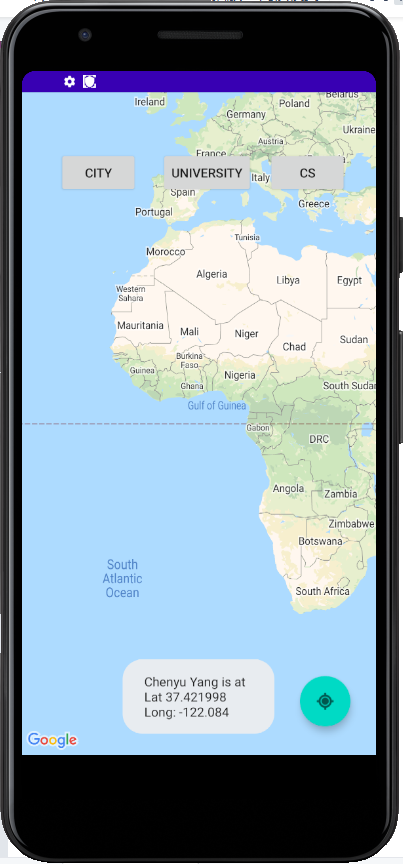 Ireland
Belarus
Poland
Germany
Ukraine
Austria
France
CITY
UNIVERSITY
CS
Italy
Spain
Greece
Portugal
Tunisia
Morocco
Algeria
Libya
Egypt
Western
Sahara
Mauritania
Mali
Niger
Sudan
Chad
Burkina
Faso
Guinea
Nigeria
Ghana
South Sudan
Gulf of Guinea
Gabon
DRC
Angola
Zambia
Zimbabwe
Botswana
South Africa
South
Atlantic
Ocean
Chenyu Yang is at
Lat 37.421998
Long: -122.084
Google